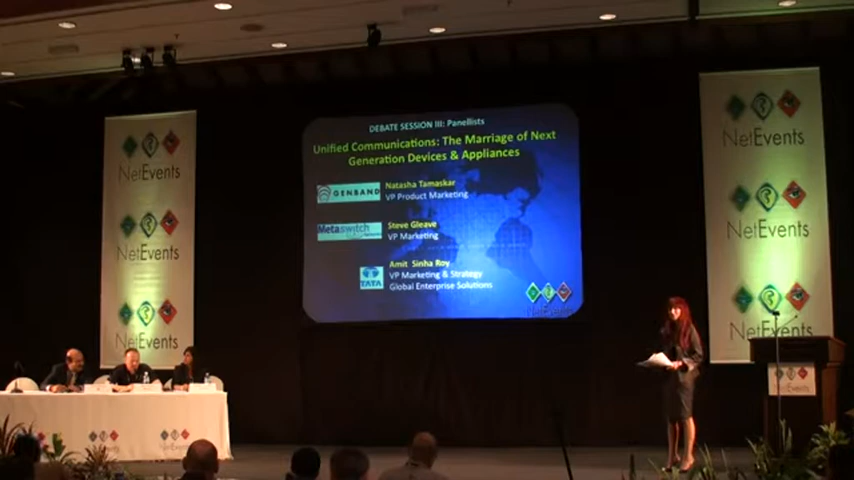 DEBATE SESSION III: Panellists
Unified Communications: The Marriage of Next
Generation Devices & Appliances
GENBAND
Natasha Tamaskar
VP Product Marketing
Metaswitch
Steve Gleave
VP Marketing
TATA
Amit Sinha Roy
VP Marketing & Strategy
Global Enterprise Solutions
NetEvents
NetEvents
NetEvents
NetEvents
NetEvents
NetEvents
NetEvents
NetEvents
NetEvents